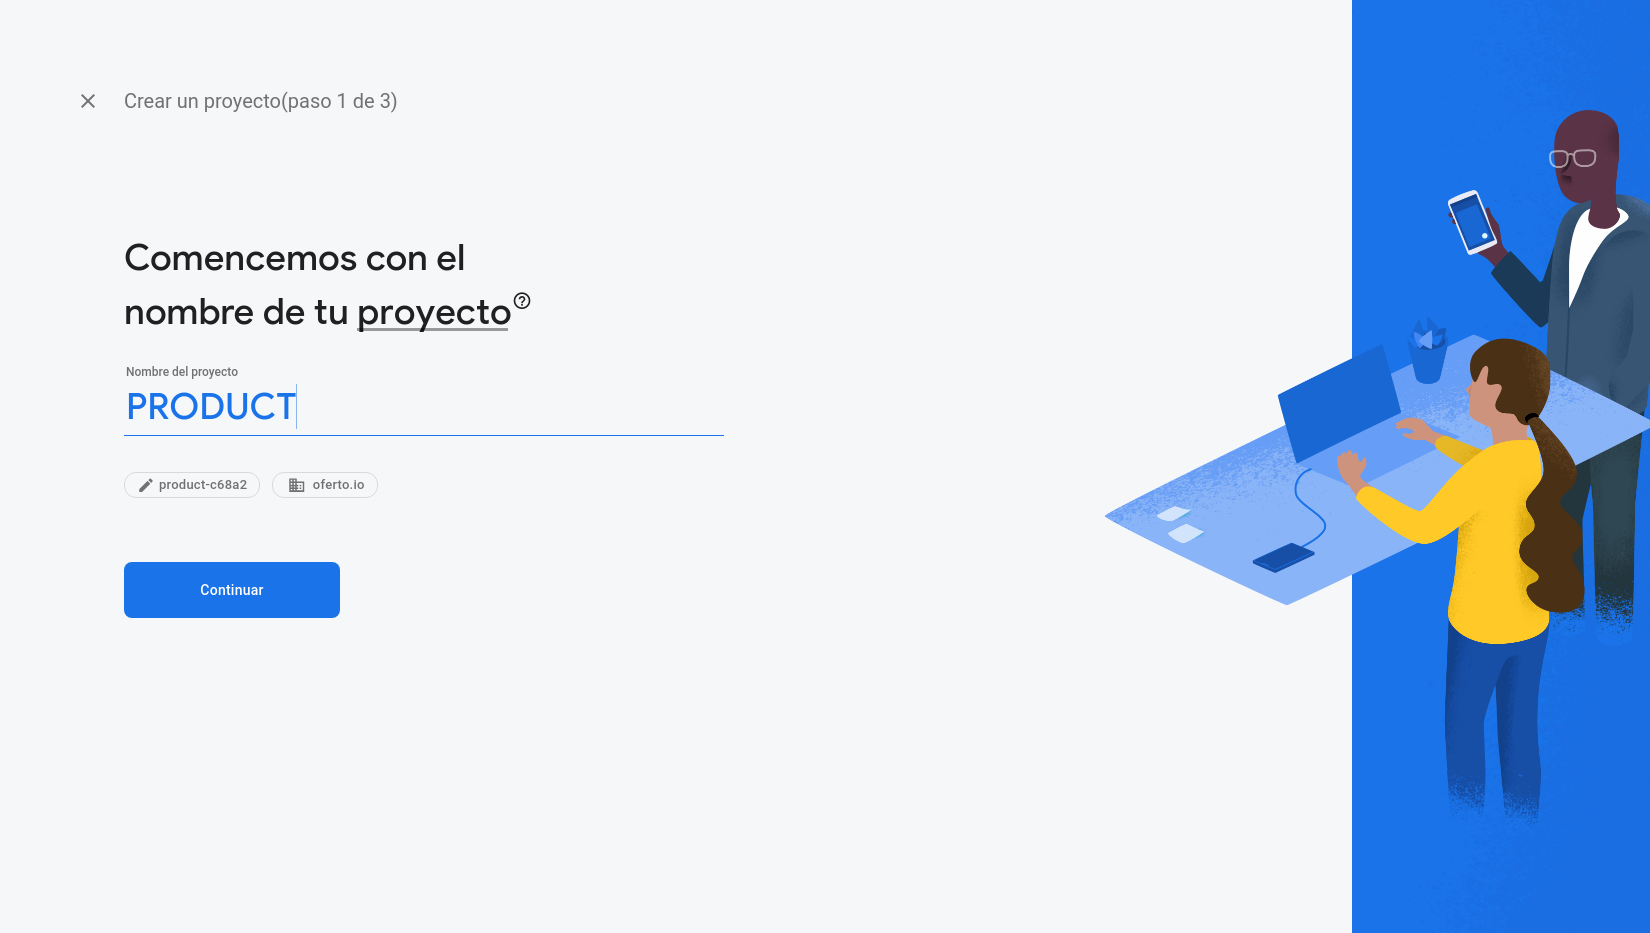 Crear un proyecto(paso 1 de 3)
Comencemos con el
nombre de tu proyecto
Nombre del proyecto
PRODUCT
product-c68a2 oferto.io
Continuar